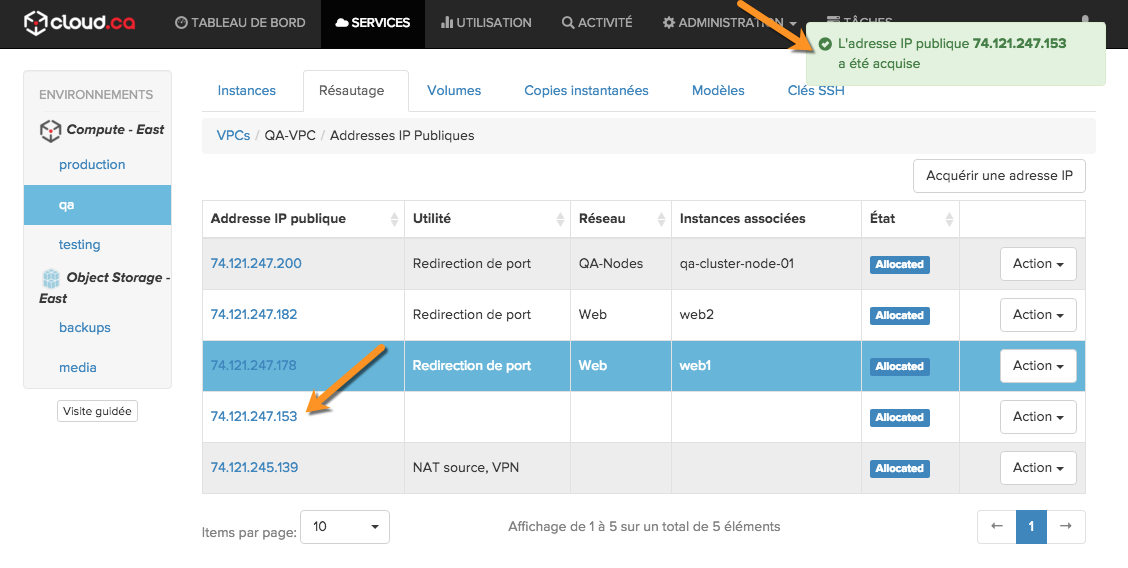 cloud.ca
TABLEAU DE BORD
SERVICES
UTILISATION
ACTIVITÉ
ADMINISTRATION
TÂCHES
L'adresse IP publique 74.121.247.153
a été acquise
ENVIRONNEMENTS
Compute - East
production
qa
testing
Object Storage -
East
backups
media
Visite guidée
Instances
Résautage
Volumes
Copies instantanées
Modèles
Clés SSH
VPCs / QA-VPC / Addresses IP Publiques
Acquérir une adresse IP
Addresse IP publique Utilité Réseau Instances associées État
74.121.247.200 Redirection de port QA-Nodes qa-cluster-node-01 Allocated Action
74.121.247.182 Redirection de port Web web2 Allocated Action
74.121.247.178 Redirection de port Web web1 Allocated Action
74.121.247.153 Allocated Action
74.121.245.139 NAT source, VPN Allocated Action
Items par page: 10
Affichage de 1 à 5 sur un total de 5 éléments
← 1 →